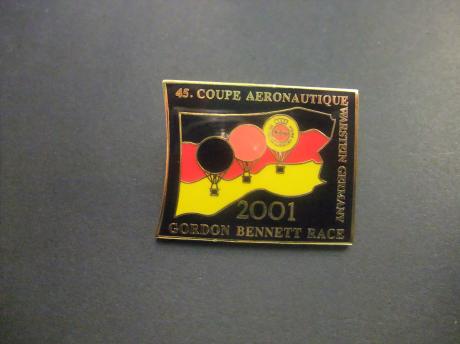 45. COUPE AERONAUTIQUE
WARSTEIN GERMANY
2001
GORDON BENNETT RACE